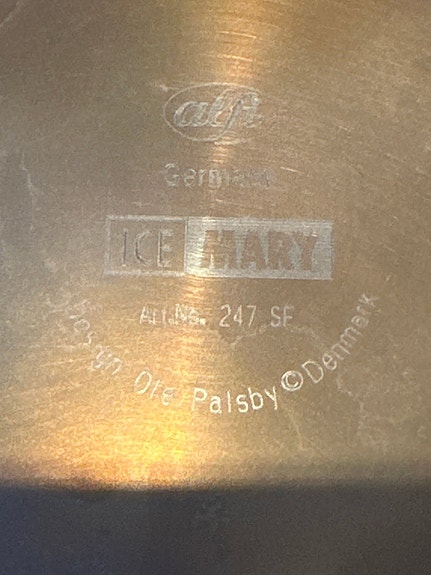 alfi
Germany
ICE MARY
Art.No. 247 SF
Design Ole Palsby © Denmark